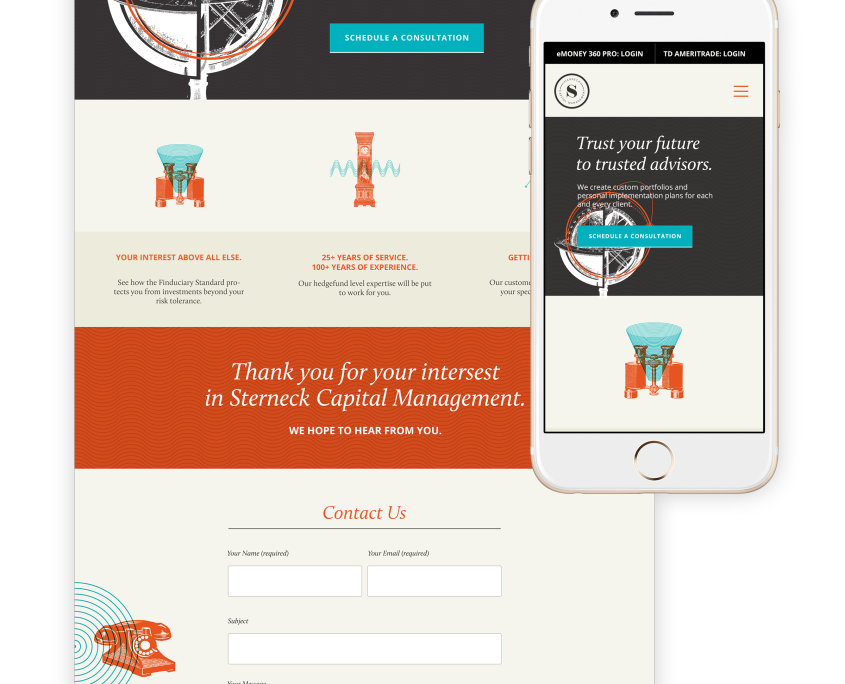 SCHEDULE A CONSULTATION
YOUR INTEREST ABOVE ALL ELSE.
See how the Finduciary Standard pro-
tects you from investments beyond your
risk tolerance.
25+ YEARS OF SERVICE.
100+ YEARS OF EXPERIENCE.
Our hedgefund level expertise will be put
to work for you.
GETTI
Our custome
your spec
Thank you for your intersest
in Sterneck Capital Management.
WE HOPE TO HEAR FROM YOU.
Contact Us
Your Name (required)
Your Email (required)
Subject
Your Message
eMONEY 360 PRO: LOGIN
TD AMERITRADE: LOGIN
S
Trust your future
to trusted advisors.
We create custom portfolios and
personal implementation plans for each
and every client.
SCHEDULE A CONSULTATION